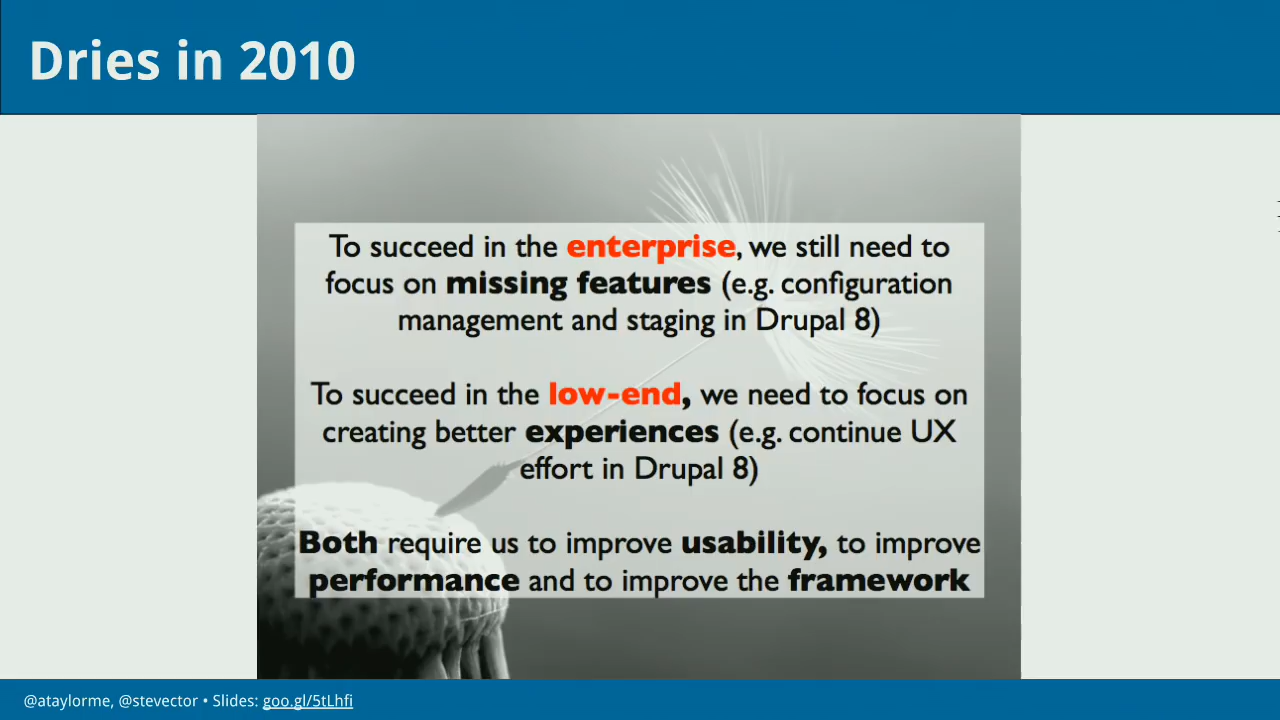 Dries in 2010
To succeed in the enterprise, we still need to
focus on missing features (e.g. configuration
management and staging in Drupal 8)
To succeed in the low-end, we need to focus on
creating better experiences (e.g. continue UX
effort in Drupal 8)
Both require us to improve usability, to improve
performance and to improve the framework
@ataylorme, @stevector • Slides: goo.gl/5tLhfi